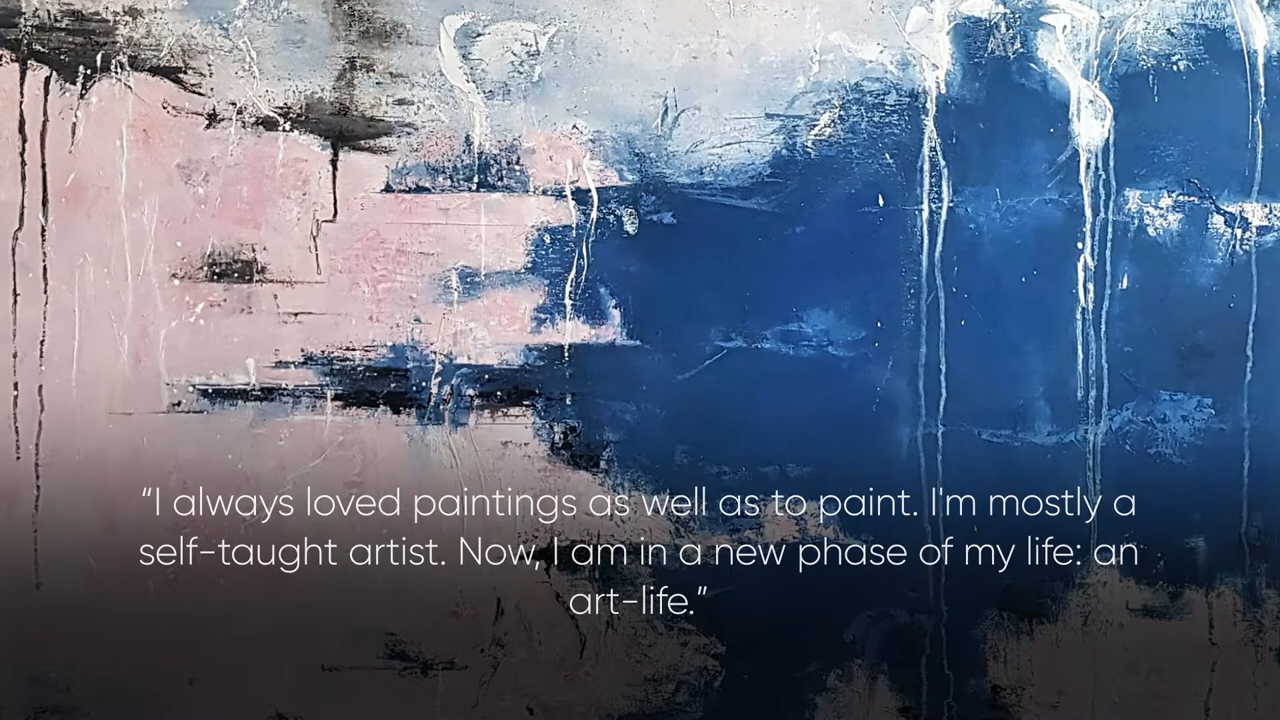 “I always loved paintings as well as to paint. I'm mostly a
self-taught artist. Now, I am in a new phase of my life: an
art-life.”